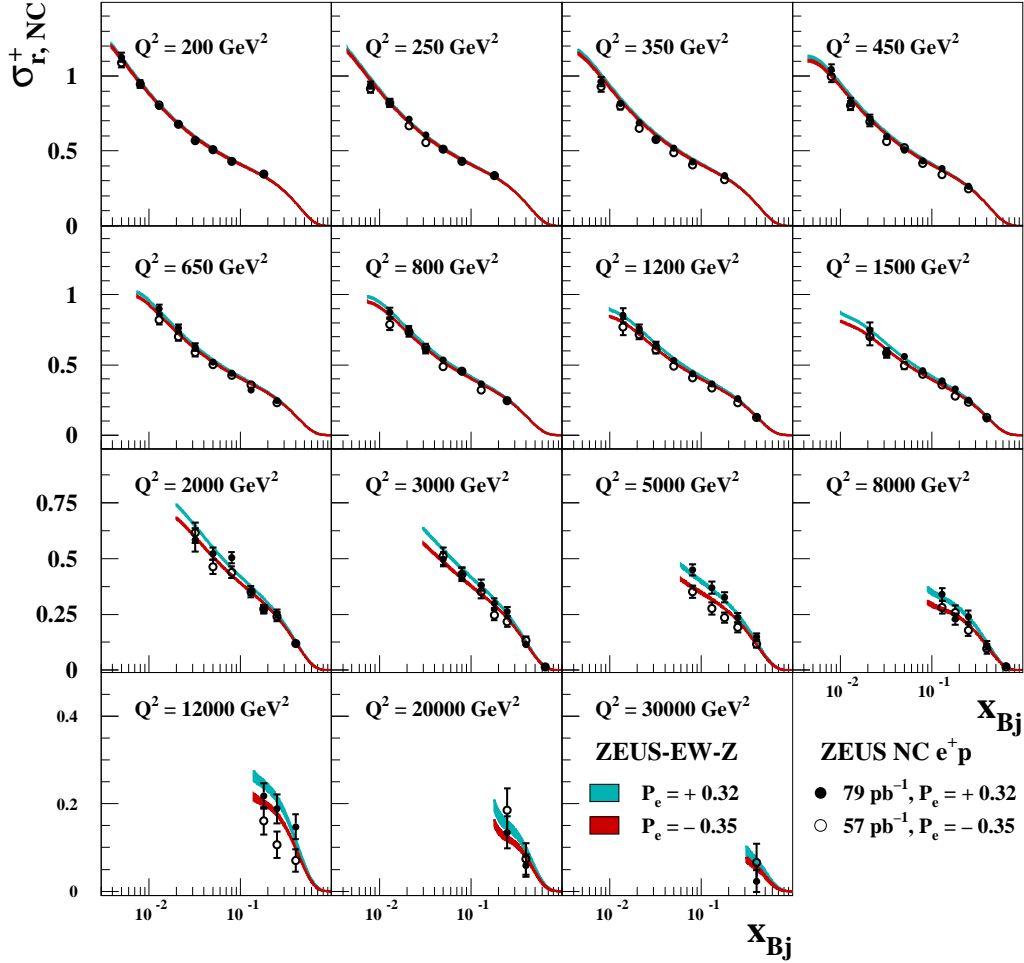 σ⁺r, NC
Q² = 200 GeV²
Q² = 250 GeV²
Q² = 350 GeV²
Q² = 450 GeV²
1
0.5
0
Q² = 650 GeV²
Q² = 800 GeV²
Q² = 1200 GeV²
Q² = 1500 GeV²
1
0.5
0
Q² = 2000 GeV²
Q² = 3000 GeV²
Q² = 5000 GeV²
Q² = 8000 GeV²
0.75
0.5
0.25
0
10⁻² 10⁻¹
xBj
Q² = 12000 GeV²
Q² = 20000 GeV²
Q² = 30000 GeV²
0.4
0.2
0
ZEUS-EW-Z
Pe = + 0.32
Pe = − 0.35
ZEUS NC e⁺p
79 pb⁻¹, Pe = + 0.32
57 pb⁻¹, Pe = − 0.35
10⁻² 10⁻¹
10⁻² 10⁻¹
10⁻² 10⁻¹
xBj